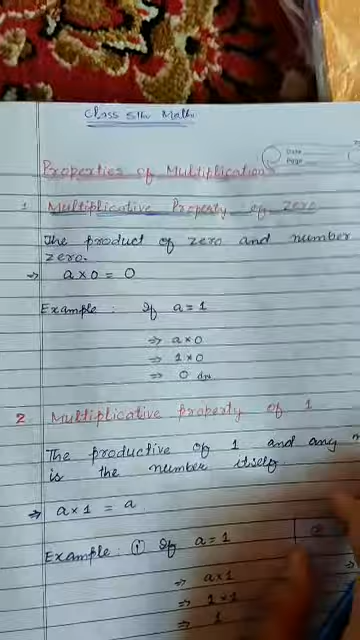 Class 5th Maths
Date
Page
Properties of Multiplication
1 Multiplicative Property of zero
The product of zero and number
zero.
⇒ a × 0 = 0
Example : If a = 1
⇒ a × 0
⇒ 1 × 0
⇒ 0
2 Multiplicative property of 1
The productive of 1 and any
is the number itself.
⇒ a × 1 = a
Example : (1) If a = 1
⇒ a × 1
⇒ 1 × 1
⇒ 1